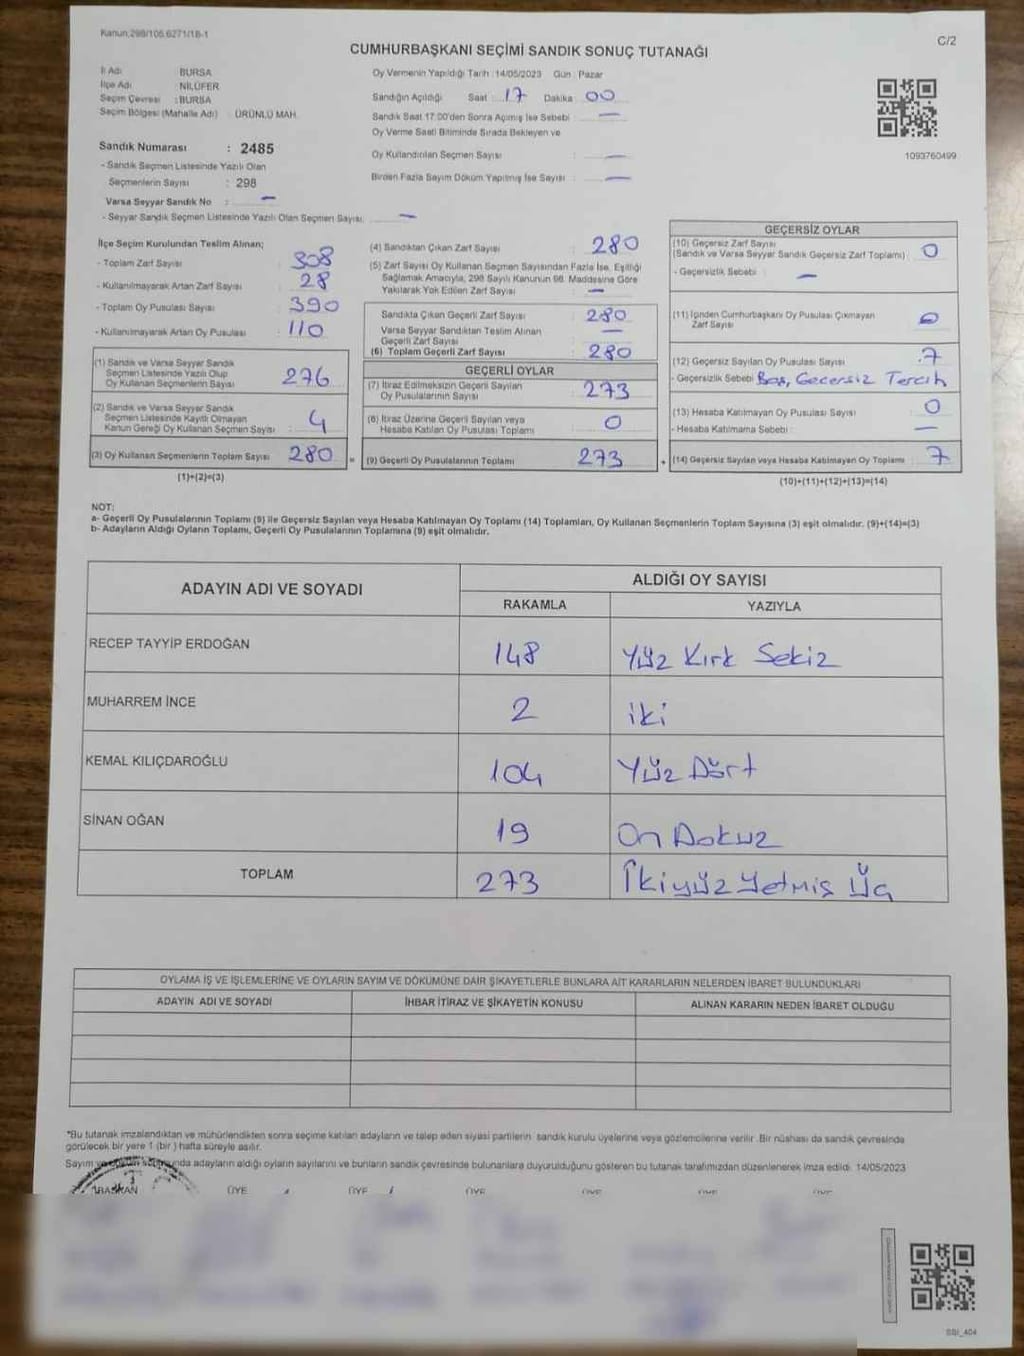 Kanun.298/105.6271/18-1
C/2
CUMHURBAŞKANI SEÇİMİ SANDIK SONUÇ TUTANAĞI
İl Adı BURSA
İlçe Adı NİLÜFER
Seçim Çevresi : BURSA
Seçim Bölgesi (Mahalle Adı) : ÜRÜNLÜ MAH.
Sandık Numarası : 2485
- Sandık Seçmen Listesinde Yazılı Olan
Seçmenlerin Sayısı : 298
Varsa Seyyar Sandık No : —
- Seyyar Sandık Seçmen Listesinde Yazılı Olan Seçmen Sayısı: —
Oy Vermenin Yapıldığı Tarih : 14/05/2023 Gün : Pazar
Sandığın Açıldığı Saat : 17 Dakika : 00
Sandık Saat 17:00'den Sonra Açılmış İse Sebebi : —
Oy Verme Saati Bitiminde Sırada Bekleyen ve
Oy Kullandırılan Seçmen Sayısı : —
Birden Fazla Sayım Döküm Yapılmış İse Sayısı : —
1093760499
İlçe Seçim Kurulundan Teslim Alınan;
- Toplam Zarf Sayısı : 308
- Kullanılmayarak Artan Zarf Sayısı : 28
- Toplam Oy Pusulası Sayısı : 390
- Kullanılmayarak Artan Oy Pusulası : 110
(1) Sandık ve Varsa Seyyar Sandık
Seçmen Listesinde Yazılı Olup
Oy Kullanan Seçmenlerin Sayısı : 276
(2) Sandık ve Varsa Seyyar Sandık
Seçmen Listesinde Kayıtlı Olmayan
Kanun Gereği Oy Kullanan Seçmen Sayısı : 4
(3) Oy Kullanan Seçmenlerin Toplam Sayısı : 280
(1)+(2)=(3)
(4) Sandıktan Çıkan Zarf Sayısı : 280
(5) Zarf Sayısı Oy Kullanan Seçmen Sayısından Fazla İse, Eşitliği
Sağlamak Amacıyla, 298 Sayılı Kanunun 98. Maddesine Göre
Yakılarak Yok Edilen Zarf Sayısı : —
Sandıkta Çıkan Geçerli Zarf Sayısı : 280
Varsa Seyyar Sandıktan Teslim Alınan
Geçerli Zarf Sayısı : —
(6) Toplam Geçerli Zarf Sayısı : 280
GEÇERLİ OYLAR
(7) İtiraz Edilmeksizin Geçerli Sayılan
Oy Pusulalarının Sayısı : 273
(8) İtiraz Üzerine Geçerli Sayılan veya
Hesaba Katılan Oy Pusulası Toplamı : 0
= (9) Geçerli Oy Pusulalarının Toplamı : 273
GEÇERSİZ OYLAR
(10) Geçersiz Zarf Sayısı
(Sandık ve Varsa Seyyar Sandık Geçersiz Zarf Toplamı) : 0
- Geçersizlik Sebebi : —
(11) İçinden Cumhurbaşkanı Oy Pusulası Çıkmayan
Zarf Sayısı : 0
(12) Geçersiz Sayılan Oy Pusulası Sayısı : 7
- Geçersizlik Sebebi : Boş, Geçersiz Tercih
(13) Hesaba Katılmayan Oy Pusulası Sayısı : 0
- Hesaba Katılmama Sebebi : —
+ (14) Geçersiz Sayılan veya Hesaba Katılmayan Oy Toplamı : 7
(10)+(11)+(12)+(13)=(14)
NOT:
a- Geçerli Oy Pusulalarının Toplamı (9) ile Geçersiz Sayılan veya Hesaba Katılmayan Oy Toplamı (14) Toplamları, Oy Kullanan Seçmenlerin Toplam Sayısına (3) eşit olmalıdır. (9)+(14)=(3)
b- Adayların Aldığı Oyların Toplamı, Geçerli Oy Pusulalarının Toplamına (9) eşit olmalıdır.
ADAYIN ADI VE SOYADI ALDIĞI OY SAYISI
RAKAMLA YAZIYLA
RECEP TAYYİP ERDOĞAN 148 Yüz Kırk Sekiz
MUHARREM İNCE 2 iki
KEMAL KILIÇDAROĞLU 104 Yüz Dört
SİNAN OĞAN 19 On Dokuz
TOPLAM 273 İkiyüz Yetmiş Üç
OYLAMA İŞ VE İŞLEMLERİNE VE OYLARIN SAYIM VE DÖKÜMÜNE DAİR ŞİKAYETLERLE BUNLARA AİT KARARLARIN NELERDEN İBARET BULUNDUKLARI
ADAYIN ADI VE SOYADI İHBAR İTİRAZ VE ŞİKAYETİN KONUSU ALINAN KARARIN NEDEN İBARET OLDUĞU
*Bu tutanak imzalandıktan ve mühürlendikten sonra seçime katılan adayların ve talep eden siyasi partilerin sandık kurulu üyelerine veya gözlemcilerine verilir. Bir nüshası da sandık çevresinde
görülecek bir yere 1 (bir) hafta süreyle asılır.
Sayım ve adayların aldığı oyların sayılarını ve bunların sandık çevresinde bulunanlara duyurulduğunu gösteren bu tutanak tarafımızdan düzenlenerek imza edildi. 14/05/2023
BAŞKAN ÜYE ÜYE ÜYE ÜYE ÜYE ÜYE
SSI_404